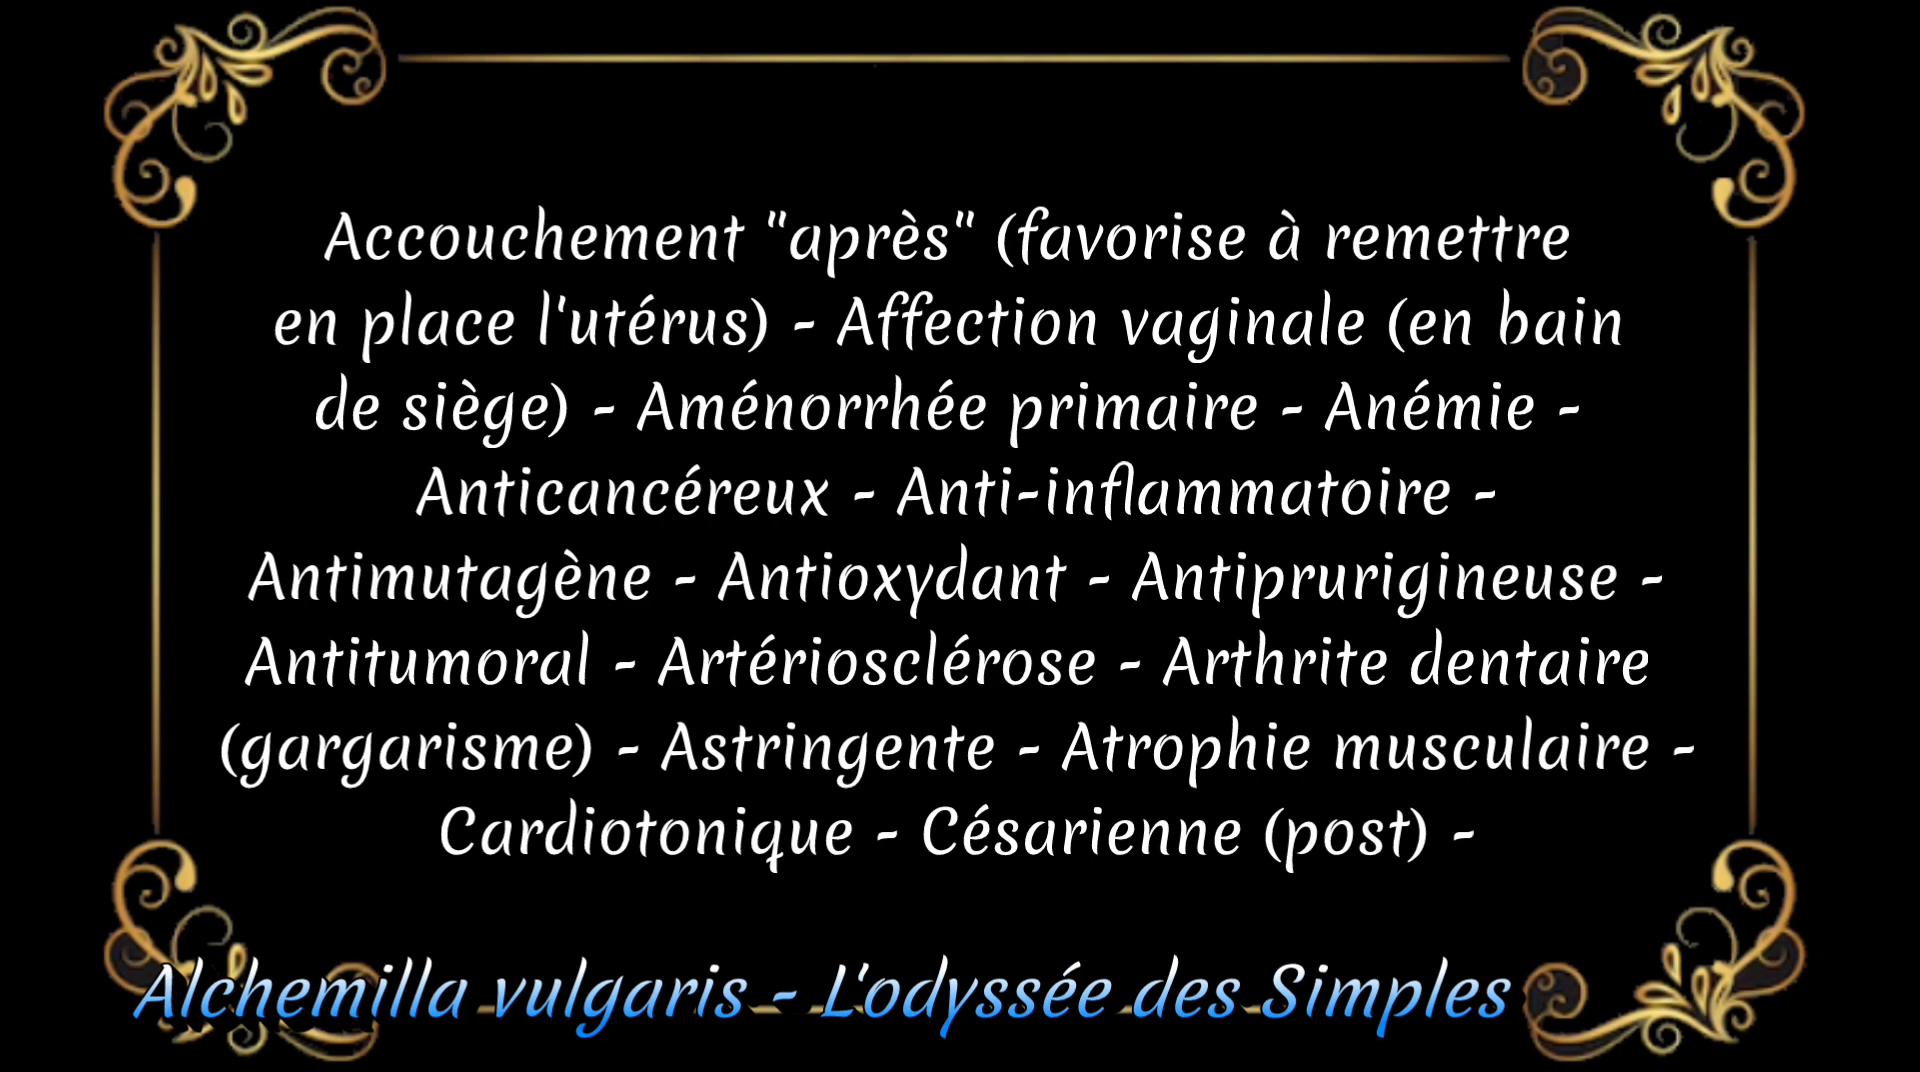 Accouchement "après" (favorise à remettre
en place l'utérus) - Affection vaginale (en bain
de siège) - Aménorrhée primaire - Anémie -
Anticancéreux - Anti-inflammatoire -
Antimutagène - Antioxydant - Antiprurigineuse -
Antitumoral - Artériosclérose - Arthrite dentaire
(gargarisme) - Astringente - Atrophie musculaire -
Cardiotonique - Césarienne (post) -
Alchemilla vulgaris - L'odyssée des Simples